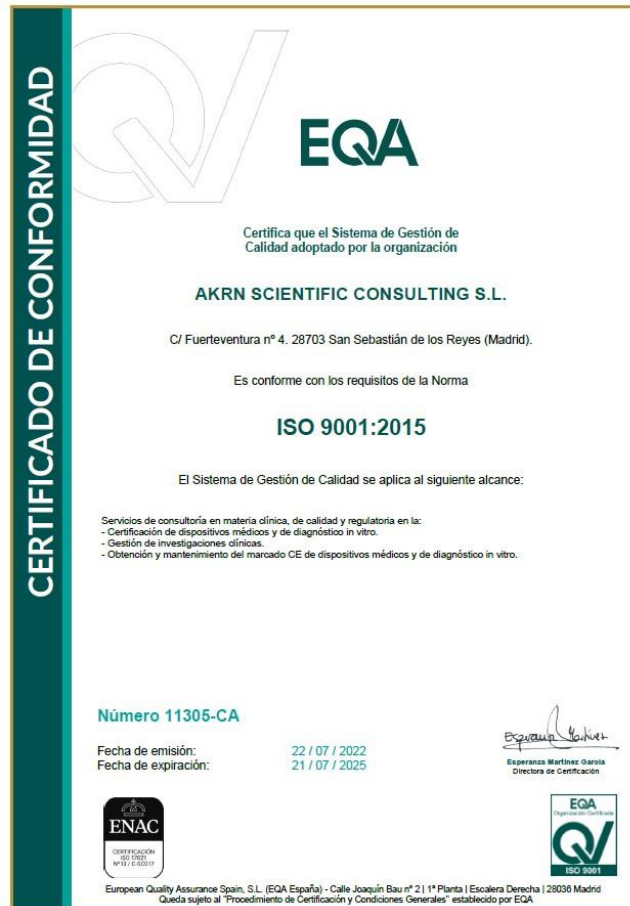 CERTIFICADO DE CONFORMIDAD
EQA
Certifica que el Sistema de Gestión de
Calidad adoptado por la organización
AKRN SCIENTIFIC CONSULTING S.L.
C/ Fuerteventura nº 4. 28703 San Sebastián de los Reyes (Madrid).
Es conforme con los requisitos de la Norma
ISO 9001:2015
El Sistema de Gestión de Calidad se aplica al siguiente alcance:
Servicios de consultoría en materia clínica, de calidad y regulatoria en la:
- Certificación de dispositivos médicos y de diagnóstico in vitro.
- Gestión de investigaciones clínicas.
- Obtención y mantenimiento del marcado CE de dispositivos médicos y de diagnóstico in vitro.
Número 11305-CA
Fecha de emisión: 22 / 07 / 2022
Fecha de expiración: 21 / 07 / 2025
Esperanza Martínez
Esperanza Martínez García
Directora de Certificación
ENAC
CERTIFICACIÓN
ISO 17021
Nº 13 / C-SC017
EQA
Organización Certificada
ISO 9001
European Quality Assurance Spain, S.L. (EQA España) - Calle Joaquín Bau nº 2 | 1ª Planta | Escalera Derecha | 28036 Madrid
Queda sujeto al "Procedimiento de Certificación y Condiciones Generales" establecido por EQA